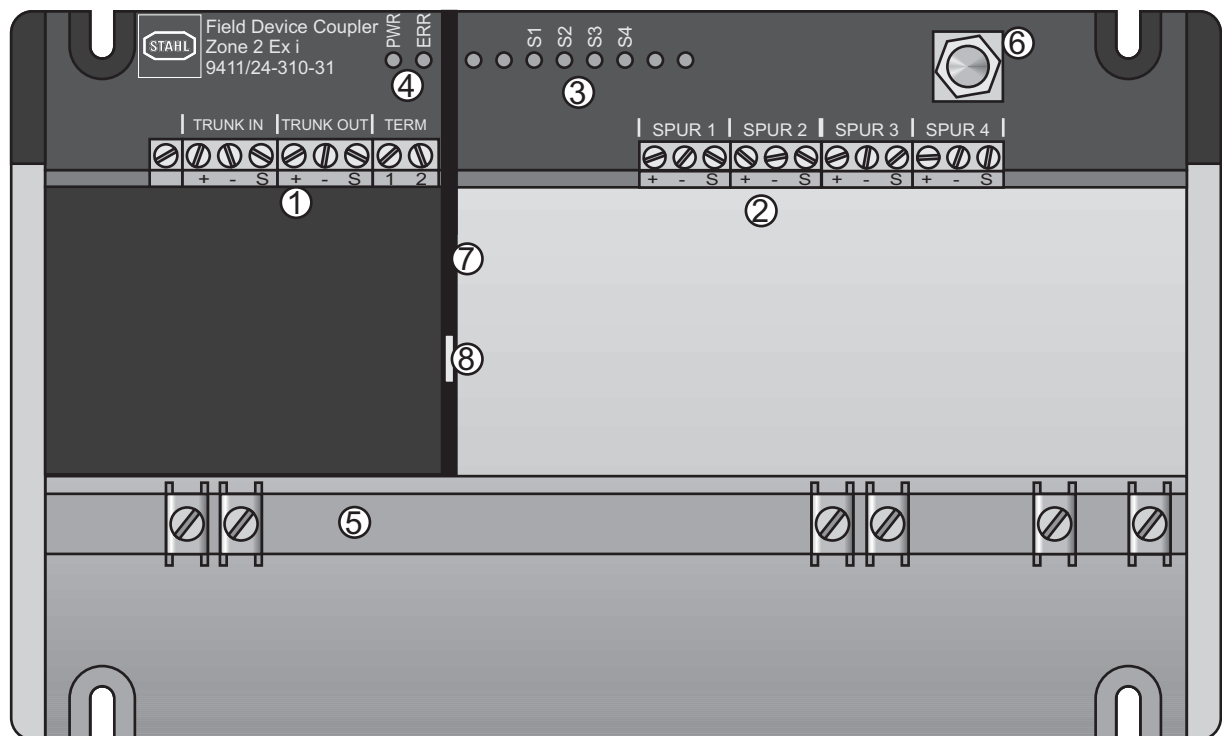 STAHL
Field Device Coupler
Zone 2 Ex i
9411/24-310-31
PWR
ERR
4
S1
S2
S3
S4
3
6
TRUNK IN TRUNK OUT TERM
+ - S + - S 1 2
1
SPUR 1 SPUR 2 SPUR 3 SPUR 4
+ - S + - S + - S + - S
2
7
8
5